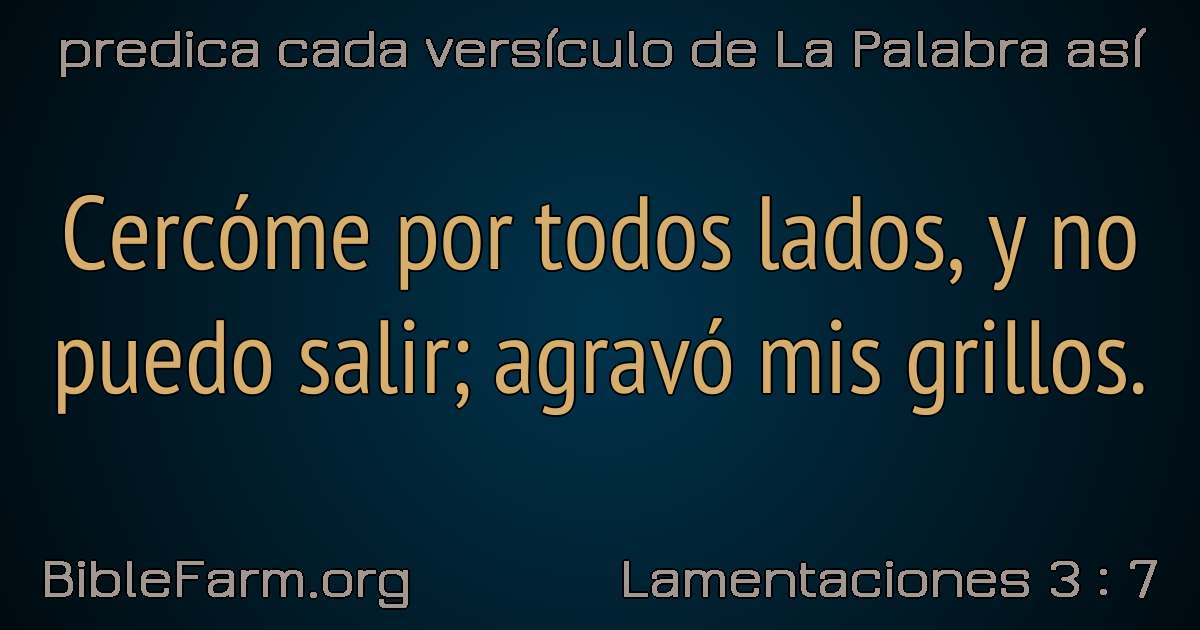 predica cada versículo de La Palabra así
Cercóme por todos lados, y no
puedo salir; agravó mis grillos.
BibleFarm.org
Lamentaciones 3 : 7